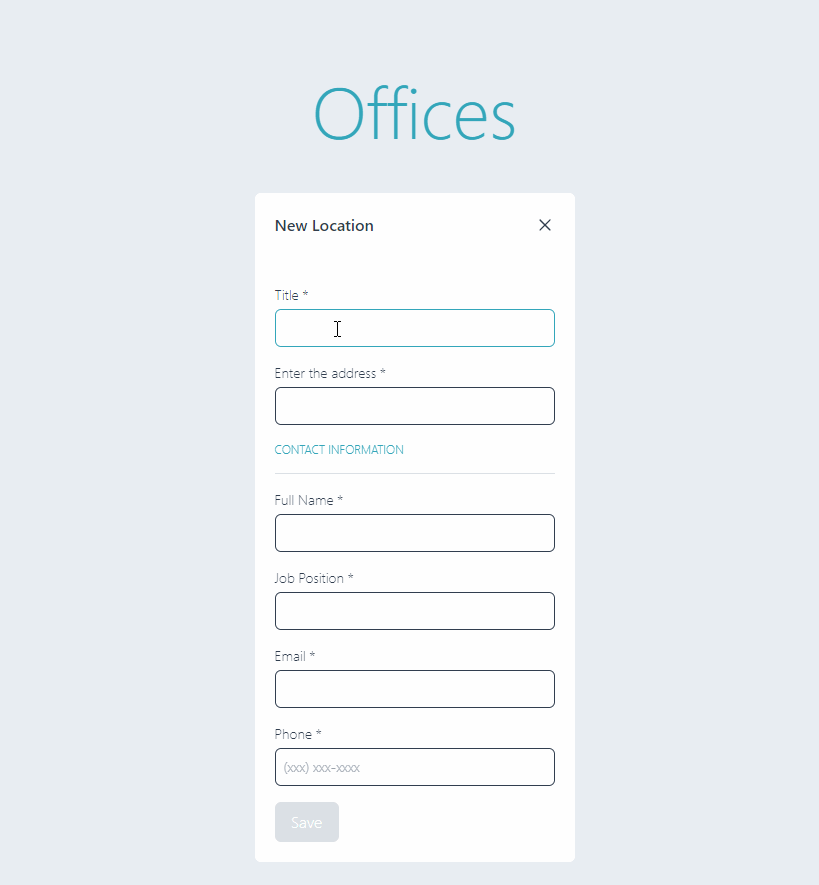 Offices
New Location
Title *
Enter the address *
CONTACT INFORMATION
Full Name *
Job Position *
Email *
Phone *
(xxx) xxx-xxxx
Save